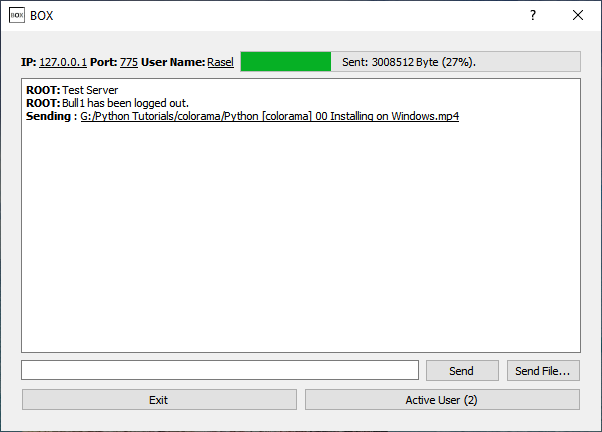 BOX BOX ?
IP: 127.0.0.1 Port: 775 User Name: Rasel Sent: 3008512 Byte (27%).
ROOT: Test Server
ROOT: Bull1 has been logged out.
Sending : G:/Python Tutorials/colorama/Python [colorama] 00 Installing on Windows.mp4
Send Send File...
Exit Active User (2)